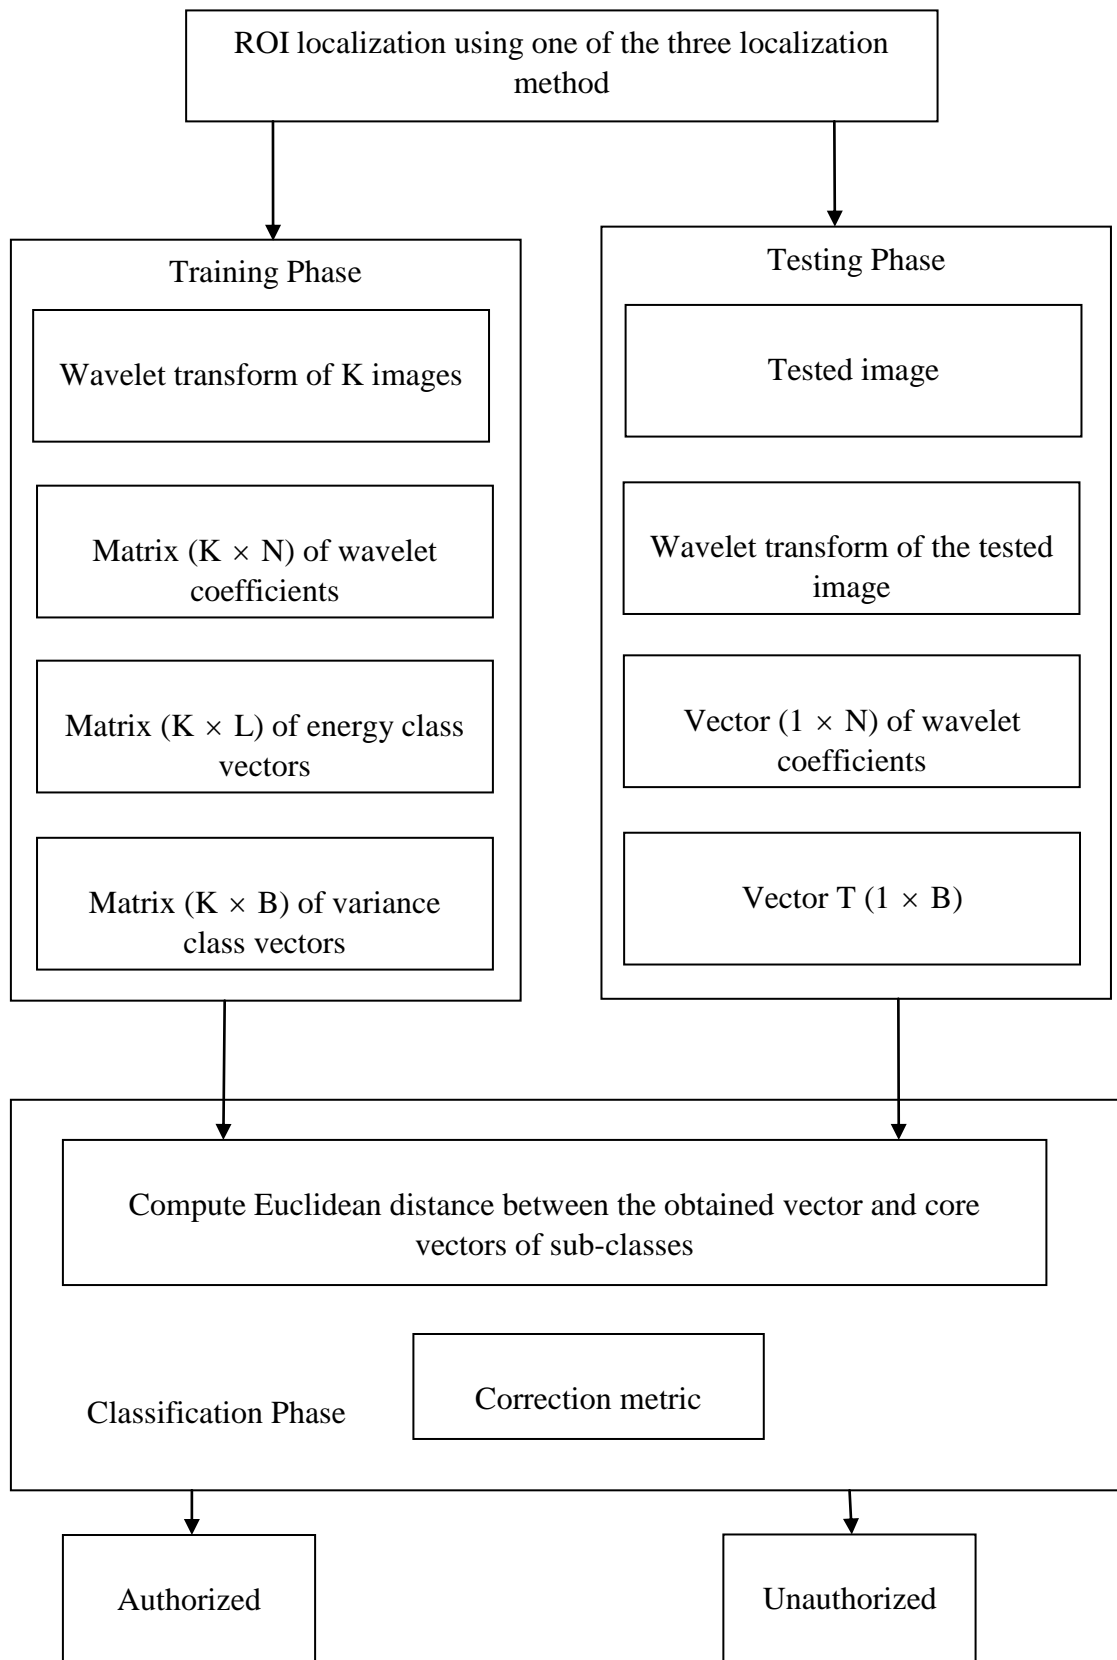 ROI localization using one of the three localization
method
Training Phase
Wavelet transform of K images
Matrix (K × N) of wavelet
coefficients
Matrix (K × L) of energy class
vectors
Matrix (K × B) of variance
class vectors
Testing Phase
Tested image
Wavelet transform of the tested
image
Vector (1 × N) of wavelet
coefficients
Vector T (1 × B)
Compute Euclidean distance between the obtained vector and core
vectors of sub-classes
Correction metric
Classification Phase
Authorized
Unauthorized